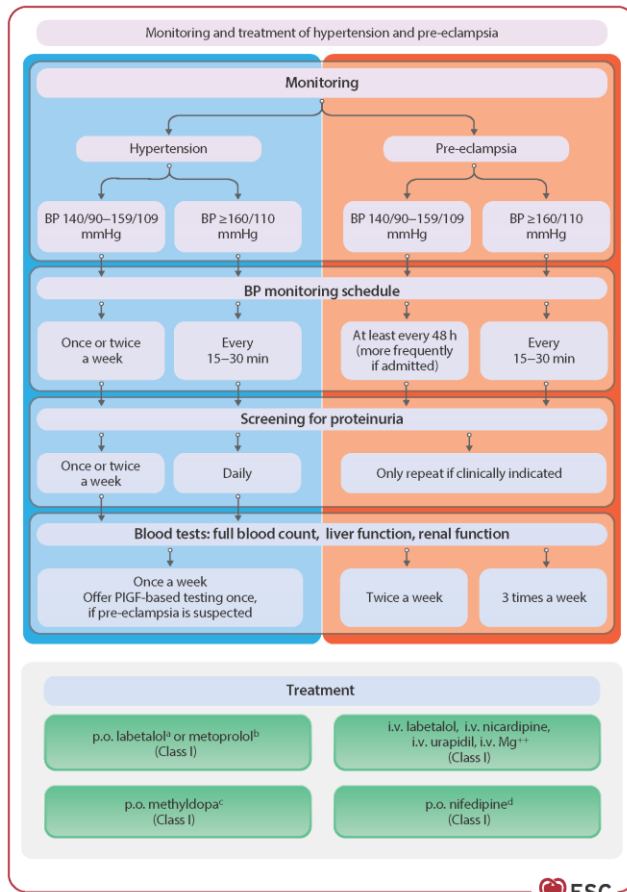 Monitoring and treatment of hypertension and pre-eclampsia
Monitoring
Hypertension
Pre-eclampsia
BP 140/90–159/109
mmHg
BP ≥160/110
mmHg
BP 140/90–159/109
mmHg
BP ≥160/110
mmHg
BP monitoring schedule
Once or twice
a week
Every
15–30 min
At least every 48 h
(more frequently
if admitted)
Every
15–30 min
Screening for proteinuria
Once or twice
a week
Daily
Only repeat if clinically indicated
Blood tests: full blood count, liver function, renal function
Once a week
Offer PlGF-based testing once,
if pre-eclampsia is suspected
Twice a week
3 times a week
Treatment
p.o. labetalolᵃ or metoprololᵇ
(Class I)
i.v. labetalol, i.v. nicardipine,
i.v. urapidil, i.v. Mg⁺⁺
(Class I)
p.o. methyldopaᶜ
(Class I)
p.o. nifedipineᵈ
(Class I)
ESC